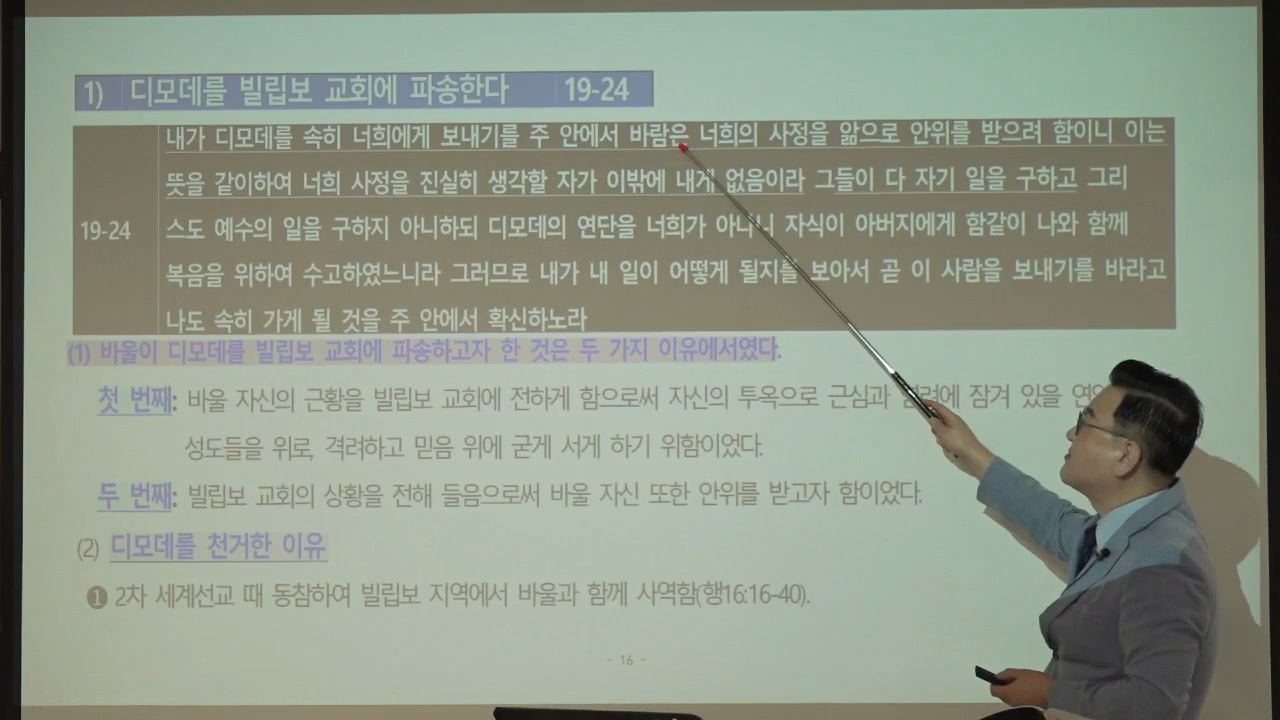 1) 디모데를 빌립보 교회에 파송한다 19-24
내가 디모데를 속히 너희에게 보내기를 주 안에서 바람은 너희의 사정을 앎으로 안위를 받으려 함이니 이는
뜻을 같이하여 너희 사정을 진실히 생각할 자가 이밖에 내게 없음이라 그들이 다 자기 일을 구하고 그리
19-24 스도 예수의 일을 구하지 아니하되 디모데의 연단을 너희가 아나니 자식이 아버지에게 함같이 나와 함께
복음을 위하여 수고하였느니라 그러므로 내가 내 일이 어떻게 될지를 보아서 곧 이 사람을 보내기를 바라고
나도 속히 가게 될 것을 주 안에서 확신하노라
(1) 바울이 디모데를 빌립보 교회에 파송하고자 한 것은 두 가지 이유에서였다.
첫 번째: 바울 자신의 근황을 빌립보 교회에 전하게 함으로써 자신의 투옥으로 근심과 염려에 잠겨 있을
성도들을 위로, 격려하고 믿음 위에 굳게 서게 하기 위함이었다.
두 번째: 빌립보 교회의 상황을 전해 들음으로써 바울 자신 또한 안위를 받고자 함이었다.
(2) 디모데를 천거한 이유
❶ 2차 세계선교 때 동참하여 빌립보 지역에서 바울과 함께 사역함(행16:16-40).
- 16 -